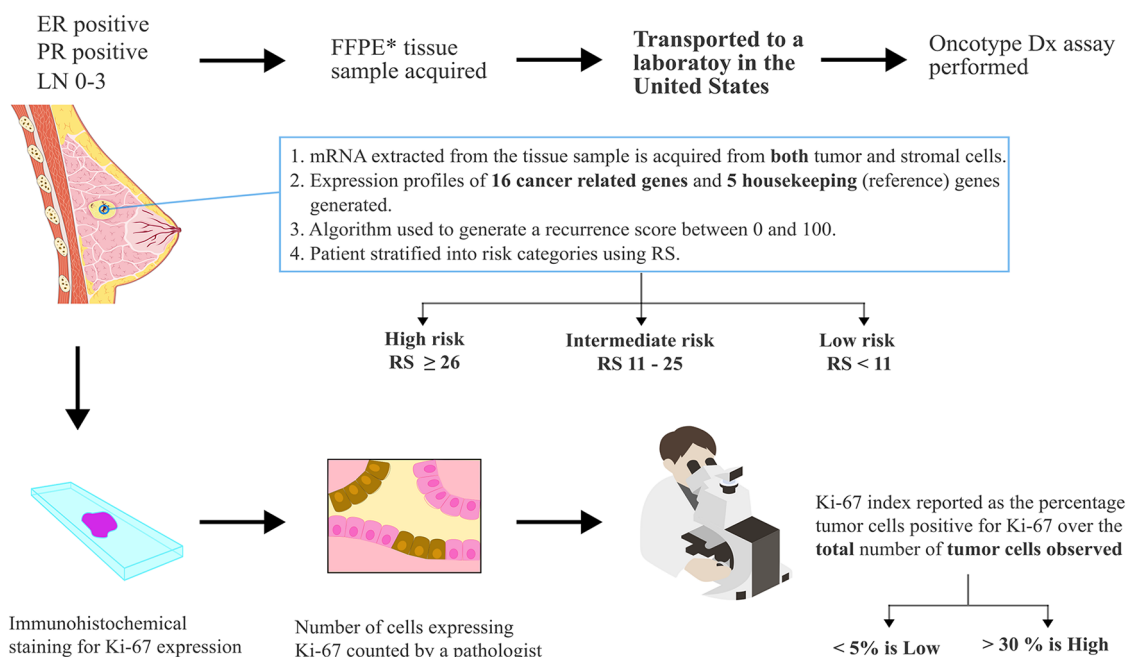 ER positive
PR positive
LN 0-3
FFPE* tissue
sample acquired
Transported to a
laboratoy in the
United States
Oncotype Dx assay
performed
1. mRNA extracted from the tissue sample is acquired from both tumor and stromal cells.
2. Expression profiles of 16 cancer related genes and 5 housekeeping (reference) genes
generated.
3. Algorithm used to generate a recurrence score between 0 and 100.
4. Patient stratified into risk categories using RS.
High risk
RS ≥ 26
Intermediate risk
RS 11 - 25
Low risk
RS < 11
Immunohistochemical
staining for Ki-67 expression
Number of cells expressing
Ki-67 counted by a pathologist
Ki-67 index reported as the percentage
tumor cells positive for Ki-67 over the
total number of tumor cells observed
< 5% is Low
> 30 % is High